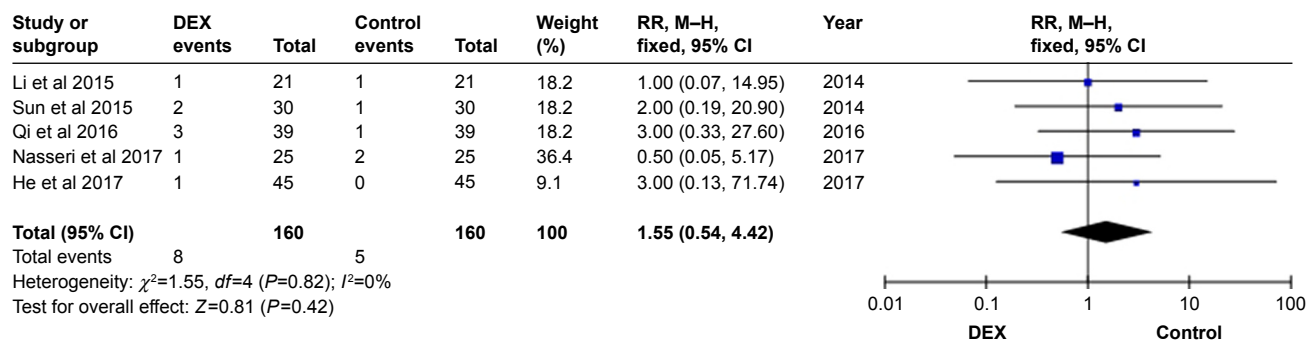 Study or subgroup DEX events Total Control events Total Weight (%) RR, M–H, fixed, 95% CI Year RR, M–H, fixed, 95% CI
Li et al 2015 1 21 1 21 18.2 1.00 (0.07, 14.95) 2014
Sun et al 2015 2 30 1 30 18.2 2.00 (0.19, 20.90) 2014
Qi et al 2016 3 39 1 39 18.2 3.00 (0.33, 27.60) 2016
Nasseri et al 2017 1 25 2 25 36.4 0.50 (0.05, 5.17) 2017
He et al 2017 1 45 0 45 9.1 3.00 (0.13, 71.74) 2017
Total (95% CI) 160 160 100 1.55 (0.54, 4.42)
Total events 8 5
Heterogeneity: χ²=1.55, df=4 (P=0.82); I²=0%
Test for overall effect: Z=0.81 (P=0.42)
0.01 0.1 1 10 100
DEX Control